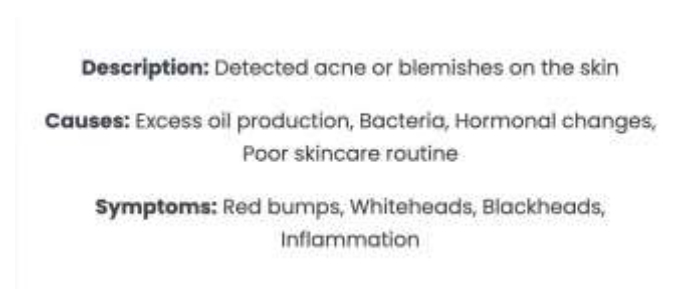 Description: Detected acne or blemishes on the skin
Causes: Excess oil production, Bacteria, Hormonal changes,
Poor skincare routine
Symptoms: Red bumps, Whiteheads, Blackheads,
Inflammation